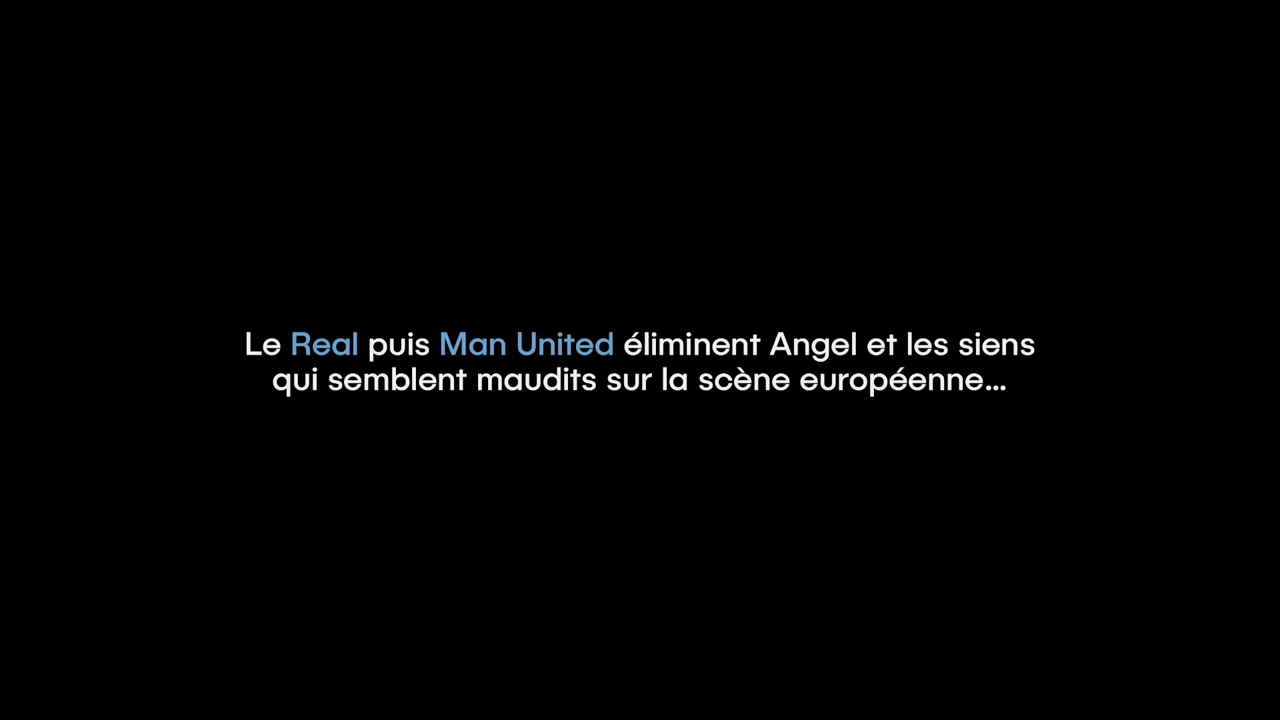 Le Real puis Man United éliminent Angel et les siens
qui semblent maudits sur la scène européenne...